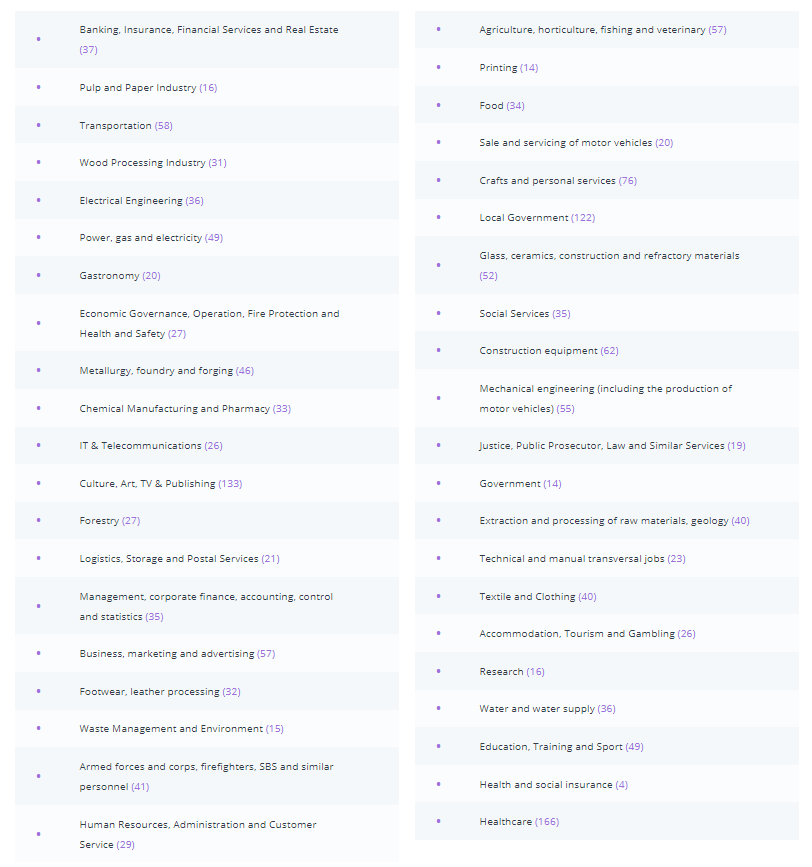 Banking, Insurance, Financial Services and Real Estate
(37)
Pulp and Paper Industry (16)
Transportation (58)
Wood Processing Industry (31)
Electrical Engineering (36)
Power, gas and electricity (49)
Gastronomy (20)
Economic Governance, Operation, Fire Protection and
Health and Safety (27)
Metallurgy, foundry and forging (46)
Chemical Manufacturing and Pharmacy (33)
IT & Telecommunications (26)
Culture, Art, TV & Publishing (133)
Forestry (27)
Logistics, Storage and Postal Services (21)
Management, corporate finance, accounting, control
and statistics (35)
Business, marketing and advertising (57)
Footwear, leather processing (32)
Waste Management and Environment (15)
Armed forces and corps, firefighters, SBS and similar
personnel (41)
Human Resources, Administration and Customer
Service (29)
Agriculture, horticulture, fishing and veterinary (57)
Printing (14)
Food (34)
Sale and servicing of motor vehicles (20)
Crafts and personal services (76)
Local Government (122)
Glass, ceramics, construction and refractory materials
(52)
Social Services (35)
Construction equipment (62)
Mechanical engineering (including the production of
motor vehicles) (55)
Justice, Public Prosecutor, Law and Similar Services (19)
Government (14)
Extraction and processing of raw materials, geology (40)
Technical and manual transversal jobs (23)
Textile and Clothing (40)
Accommodation, Tourism and Gambling (26)
Research (16)
Water and water supply (36)
Education, Training and Sport (49)
Health and social insurance (4)
Healthcare (166)